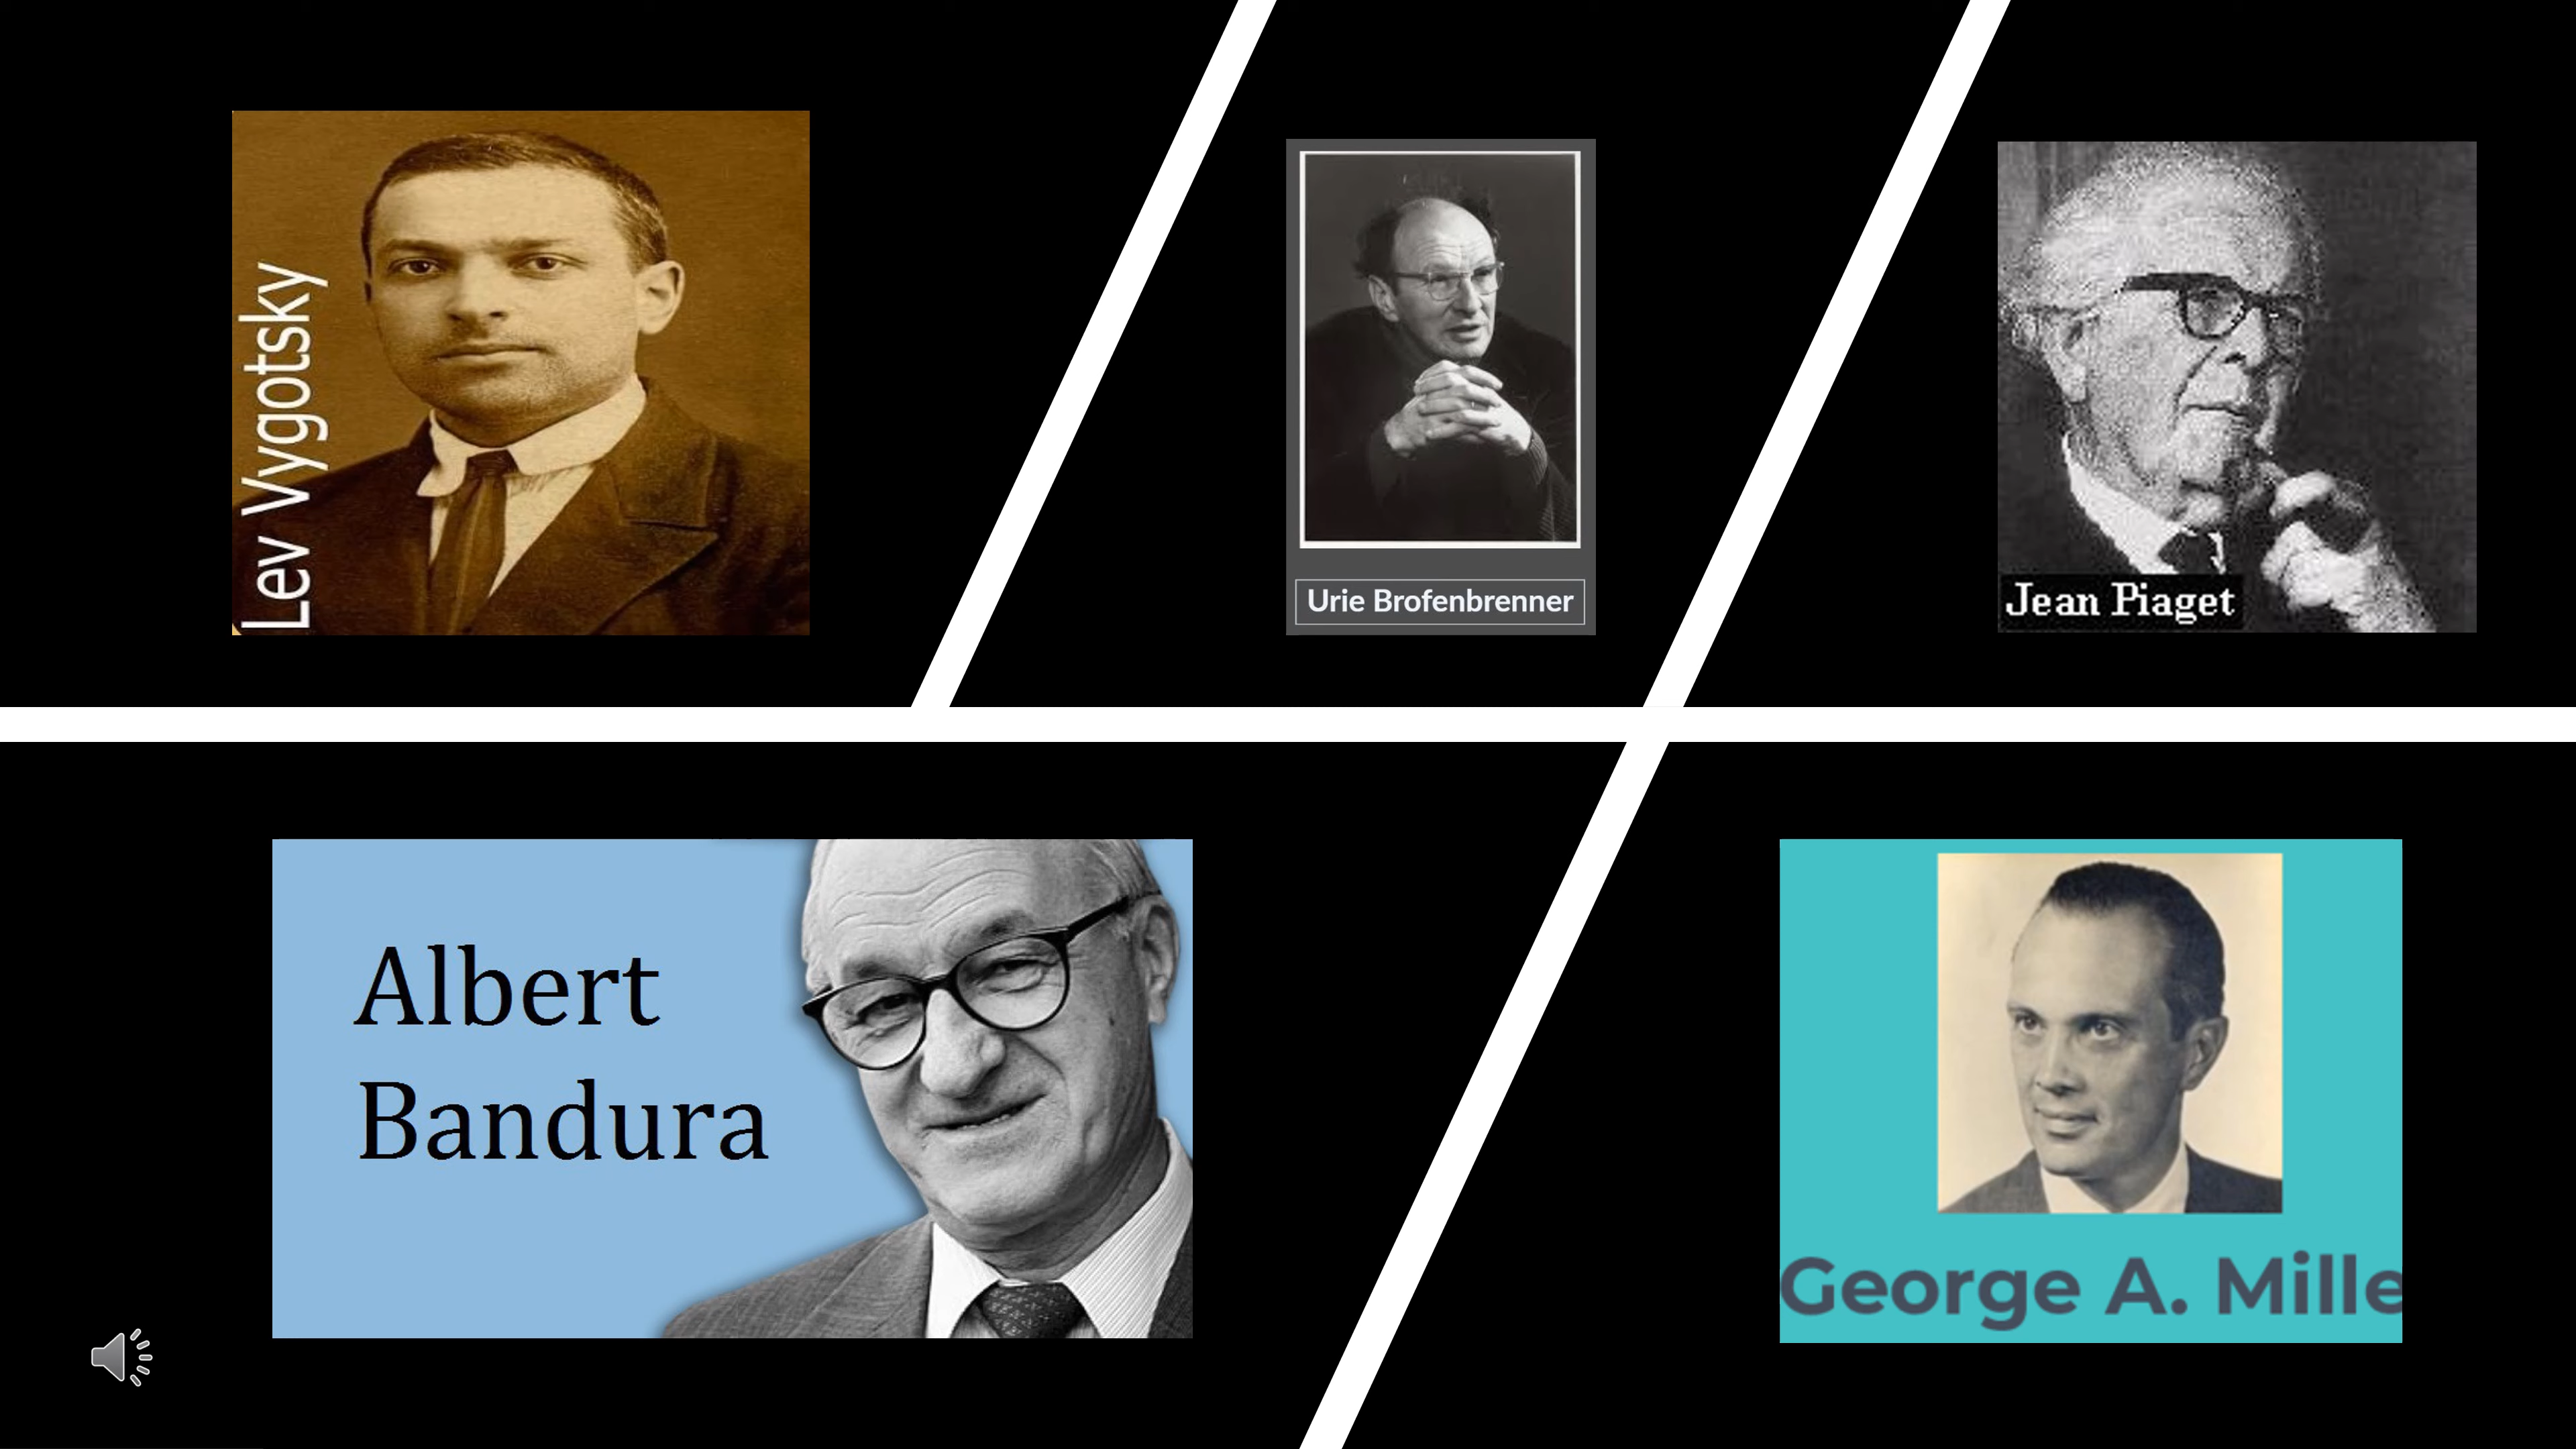 Lev Vygotsky
Urie Brofenbrenner
Jean Piaget
Albert
Bandura
George A. Mille